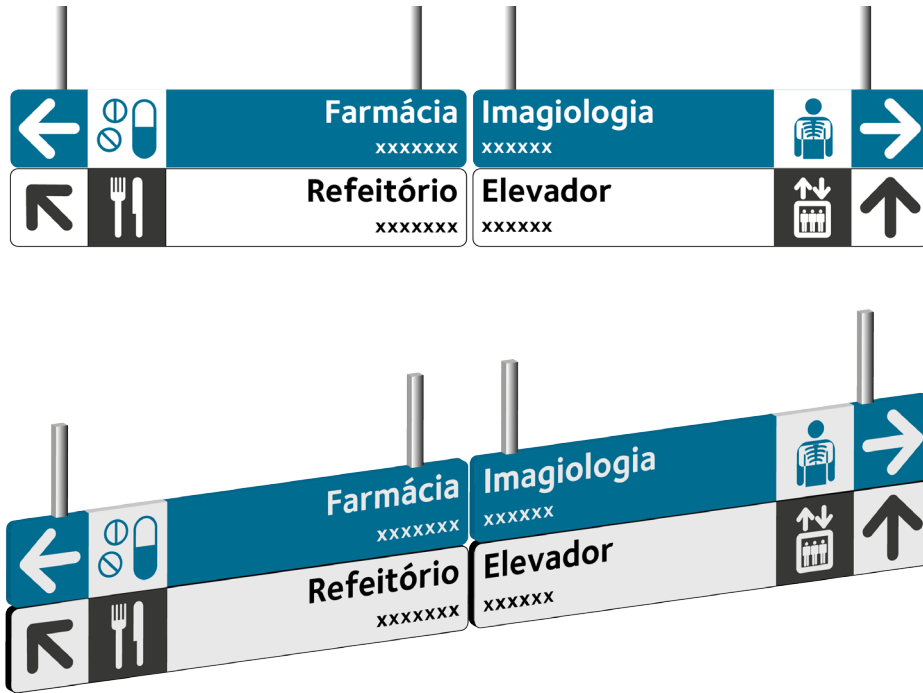 Farmácia
xxxxxxx
Imagiologia
xxxxxx
Refeitório
xxxxxxx
Elevador
xxxxxx
Farmácia
xxxxxxx
Imagiologia
xxxxxx
Refeitório
xxxxxxx
Elevador
xxxxxx